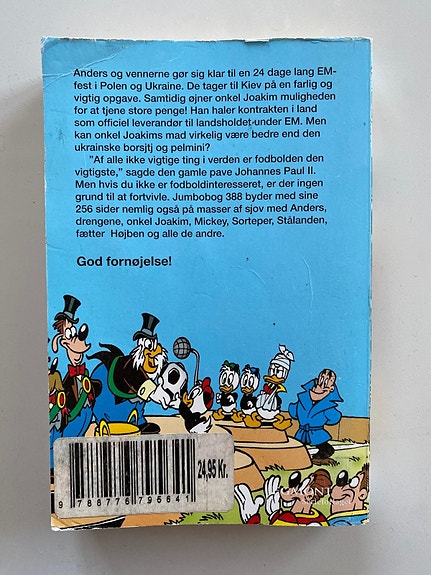 Anders og vennerne gør sig klar til en 24 dage lang EM-
fest i Polen og Ukraine. De tager til Kiev på en farlig og
vigtig opgave. Samtidig øjner onkel Joakim muligheden
for at tjene store penge! Han haler kontrakten i land
som officiel leverandør til landsholdet under EM. Men
kan onkel Joakims mad virkelig være bedre end den
ukrainske borsjtj og pelmini?
"Af alle ikke vigtige ting i verden er fodbolden den
vigtigste," sagde den gamle pave Johannes Paul II.
Men hvis du ikke er fodboldinteresseret, er der ingen
grund til at fortvivle. Jumbobog 388 byder med sine
256 sider nemlig også på masser af sjov med Anders,
drengene, onkel Joakim, Mickey, Sorteper, Stålanden,
fætter Højben og alle de andre.
God fornøjelse!
24,95 Kr.
9 788776 795641